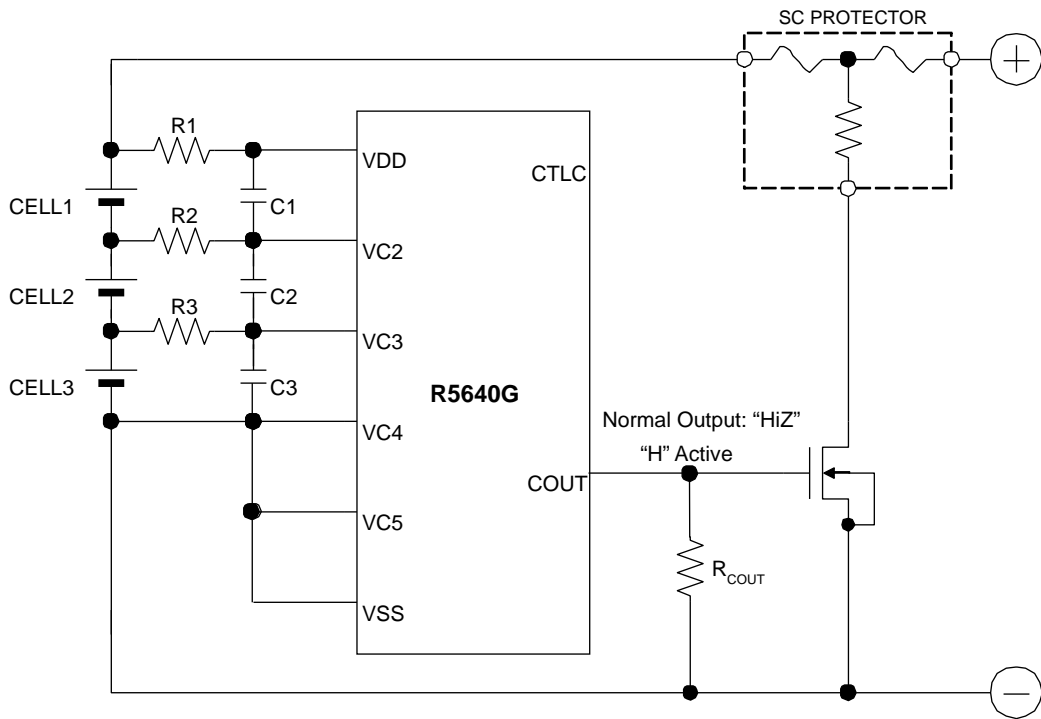 SC PROTECTOR
R1
VDD
CTLC
CELL1
C1
R2
VC2
CELL2
C2
R3
VC3
CELL3
C3
R5640G
VC4
Normal Output: “HiZ”
“H” Active
COUT
VC5
RCOUT
VSS